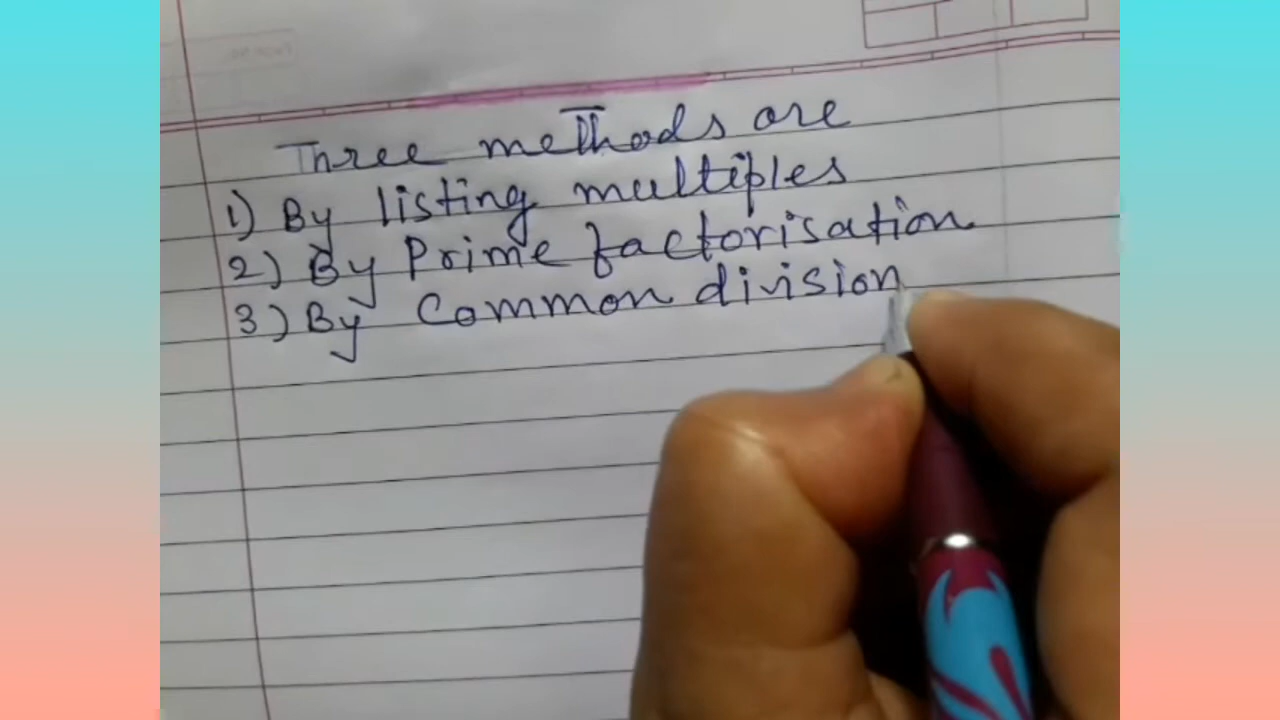 Three methods are
1) By listing multiples
2) By Prime factorisation
3) By Common division